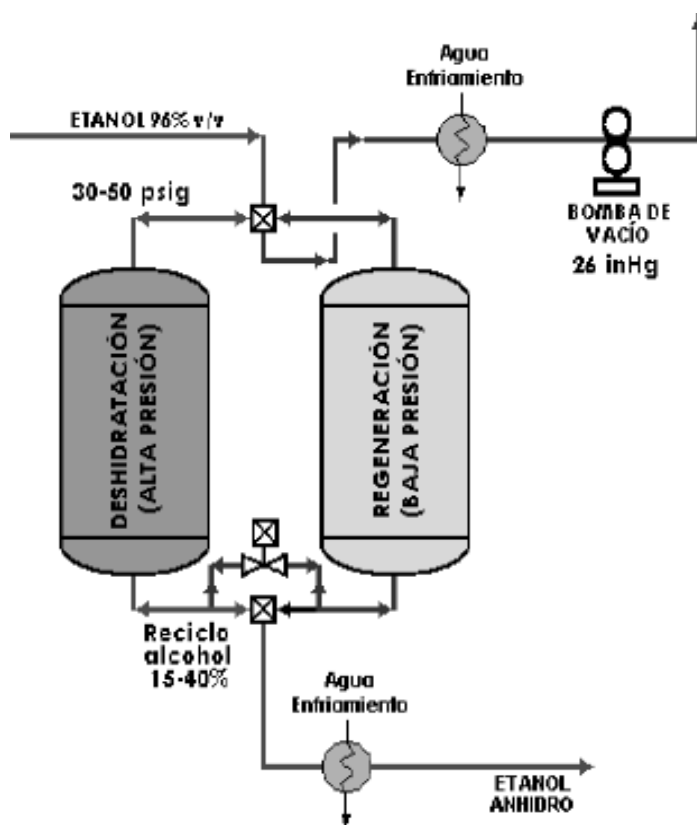 Agua
Enfriamiento
ETANOL 96% v/v
30-50 psig
BOMBA DE
VACÍO
26 inHg
DESHIDRATACIÓN
(ALTA PRESIÓN)
REGENERACIÓN
(BAJA PRESIÓN)
Reciclo
alcohol
15-40%
Agua
Enfriamiento
ETANOL
ANHIDRO